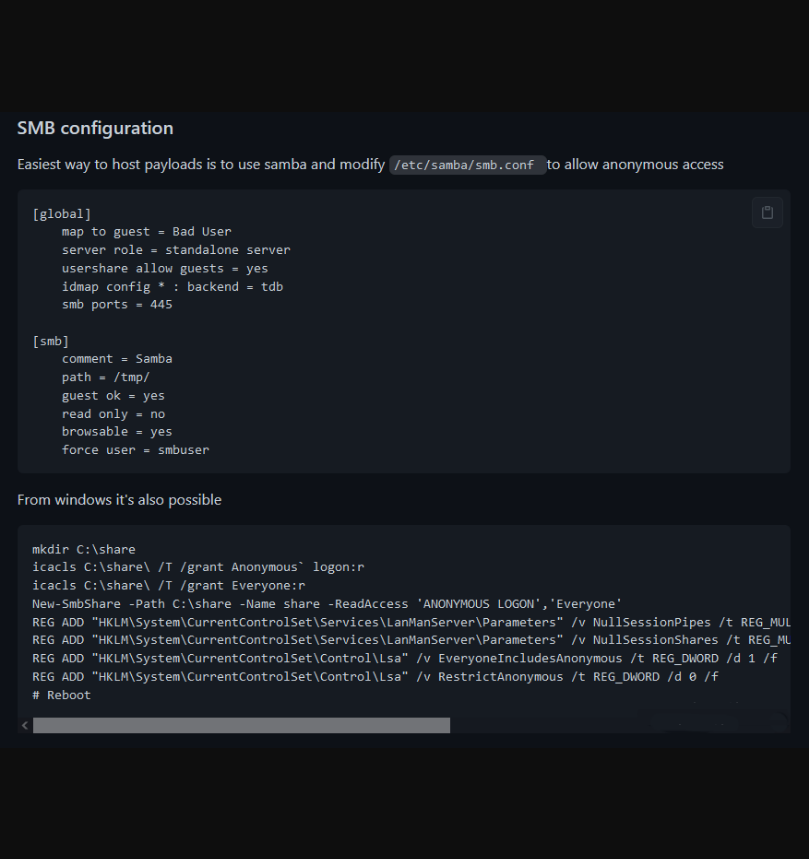 SMB configuration
Easiest way to host payloads is to use samba and modify /etc/samba/smb.conf to allow anonymous access
[global]
    map to guest = Bad User
    server role = standalone server
    usershare allow guests = yes
    idmap config * : backend = tdb
    smb ports = 445
[smb]
    comment = Samba
    path = /tmp/
    guest ok = yes
    read only = no
    browsable = yes
    force user = smbuser
From windows it's also possible
mkdir C:\share
icacls C:\share\ /T /grant Anonymous` logon:r
icacls C:\share\ /T /grant Everyone:r
New-SmbShare -Path C:\share -Name share -ReadAccess 'ANONYMOUS LOGON','Everyone'
REG ADD "HKLM\System\CurrentControlSet\Services\LanManServer\Parameters" /v NullSessionPipes /t REG_MUL
REG ADD "HKLM\System\CurrentControlSet\Services\LanManServer\Parameters" /v NullSessionShares /t REG_MU
REG ADD "HKLM\System\CurrentControlSet\Control\Lsa" /v EveryoneIncludesAnonymous /t REG_DWORD /d 1 /f
REG ADD "HKLM\System\CurrentControlSet\Control\Lsa" /v RestrictAnonymous /t REG_DWORD /d 0 /f
# Reboot